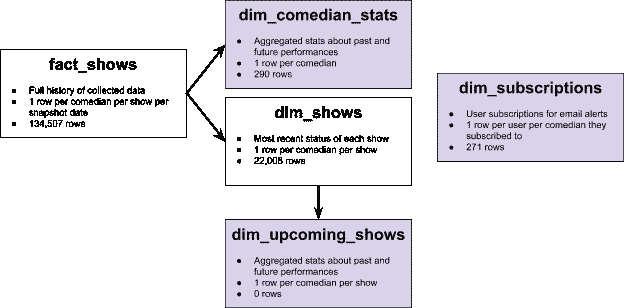 dim_comedian_stats
Aggregated stats about past and
future performances
1 row per comedian
290 rows
fact_shows
Full history of collected data
1 row per comedian per show per
snapshot date
134,507 rows
dim_shows
Most recent status of each show
1 row per comedian per show
22,008 rows
dim_subscriptions
User subscriptions for email alerts
1 row per user per comedian they
subscribed to
271 rows
dim_upcoming_shows
Aggregated stats about past and
future performances
1 row per comedian per show
0 rows